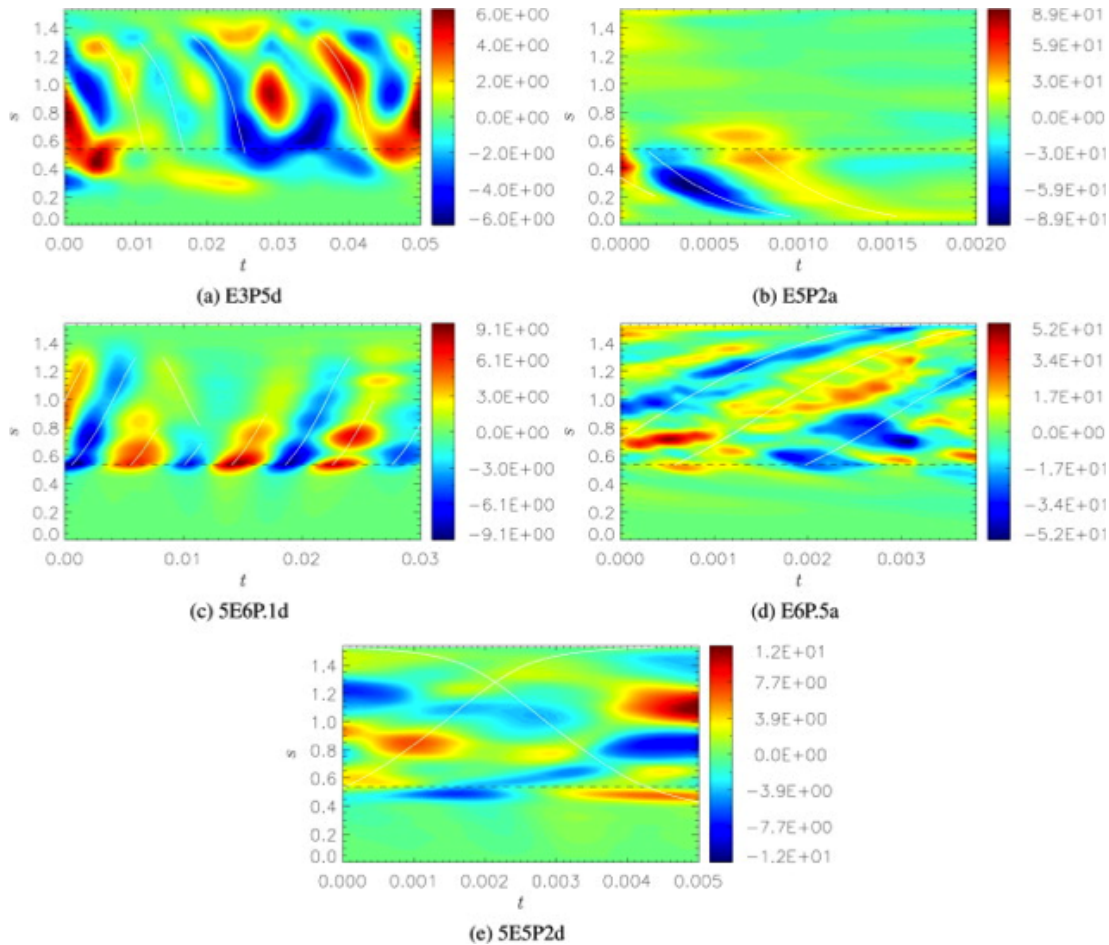 1.4
1.2
1.0
0.8
0.6
0.4
0.2
0.0
s
0.00 0.01 0.02 0.03 0.04 0.05
t
6.0E+00
4.0E+00
2.0E+00
0.0E+00
-2.0E+00
-4.0E+00
-6.0E+00
(a) E3P5d
1.4
1.2
1.0
0.8
0.6
0.4
0.2
0.0
s
0.0000 0.0005 0.0010 0.0015 0.0020
t
8.9E+01
5.9E+01
3.0E+01
0.0E+00
-3.0E+01
-5.9E+01
-8.9E+01
(b) E5P2a
1.4
1.2
1.0
0.8
0.6
0.4
0.2
0.0
s
0.00 0.01 0.02 0.03
t
9.1E+00
6.1E+00
3.0E+00
0.0E+00
-3.0E+00
-6.1E+00
-9.1E+00
(c) 5E6P.1d
1.4
1.2
1.0
0.8
0.6
0.4
0.2
0.0
s
0.000 0.001 0.002 0.003
t
5.2E+01
3.4E+01
1.7E+01
0.0E+00
-1.7E+01
-3.4E+01
-5.2E+01
(d) E6P.5a
1.4
1.2
1.0
0.8
0.6
0.4
0.2
0.0
s
0.000 0.001 0.002 0.003 0.004 0.005
t
1.2E+01
7.7E+00
3.9E+00
0.0E+00
-3.9E+00
-7.7E+00
-1.2E+01
(e) 5E5P2d